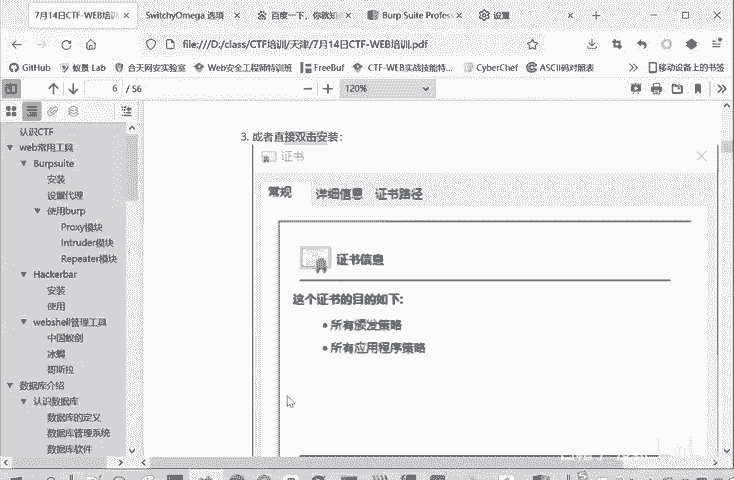 7月14日CTF-WEB培训
SwitchyOmega 选项
百度一下，你就知
Burp Suite Profess
设置
file:///D:/class/CTF培训/天津/7月14日CTF-WEB培训.pdf
GitHub
蚁景 Lab
合天网安实验室
Web安全工程师特训班
FreeBuf
CTF-WEB实战技能特...
CyberChef
ASCII码对照表
移动设备上的书签
6 / 56
120%
认识CTF
web常用工具
Burpsuite
安装
设置代理
使用burp
Proxy模块
Intruder模块
Repeater模块
Hackerbar
安装
使用
webshell管理工具
中国蚁剑
冰蝎
哥斯拉
数据库介绍
认识数据库
数据库的定义
数据库管理系统
数据库软件
3. 或者直接双击安装：
证书
常规 详细信息 证书路径
证书信息
这个证书的目的如下:
• 所有颁发策略
• 所有应用程序策略